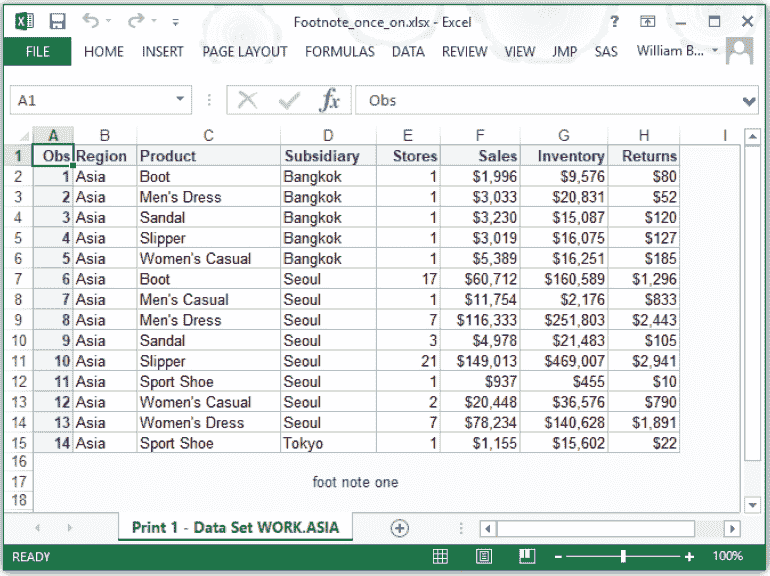 Footnote_once_on.xlsx - Excel ?
FILE HOME INSERT PAGE LAYOUT FORMULAS DATA REVIEW VIEW JMP SAS William B...
A1 fx Obs
A B C D E F G H I
1 Obs Region Product Subsidiary Stores Sales Inventory Returns
2 1 Asia Boot Bangkok 1 $1,996 $9,576 $80
3 2 Asia Men's Dress Bangkok 1 $3,033 $20,831 $52
4 3 Asia Sandal Bangkok 1 $3,230 $15,087 $120
5 4 Asia Slipper Bangkok 1 $3,019 $16,075 $127
6 5 Asia Women's Casual Bangkok 1 $5,389 $16,251 $185
7 6 Asia Boot Seoul 17 $60,712 $160,589 $1,296
8 7 Asia Men's Casual Seoul 1 $11,754 $2,176 $833
9 8 Asia Men's Dress Seoul 7 $116,333 $251,803 $2,443
10 9 Asia Sandal Seoul 3 $4,978 $21,483 $105
11 10 Asia Slipper Seoul 21 $149,013 $469,007 $2,941
12 11 Asia Sport Shoe Seoul 1 $937 $455 $10
13 12 Asia Women's Casual Seoul 2 $20,448 $36,576 $790
14 13 Asia Women's Dress Seoul 7 $78,234 $140,628 $1,891
15 14 Asia Sport Shoe Tokyo 1 $1,155 $15,602 $22
16
17 foot note one
18
Print 1 - Data Set WORK.ASIA
READY 100%